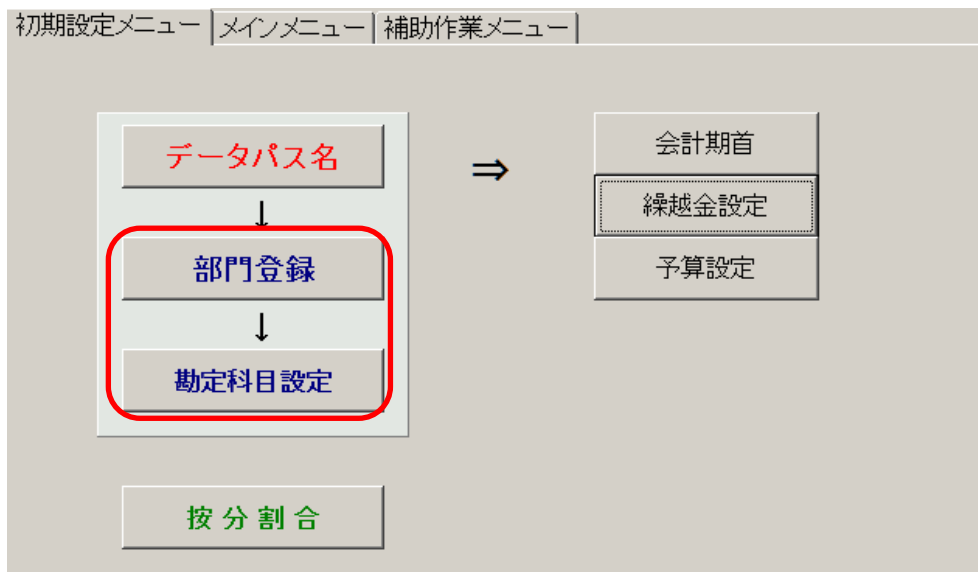 初期設定メニュー メインメニュー 補助作業メニュー
データパス名
↓
部門登録
↓
勘定科目設定
按分割合
⇒
会計期首
繰越金設定
予算設定